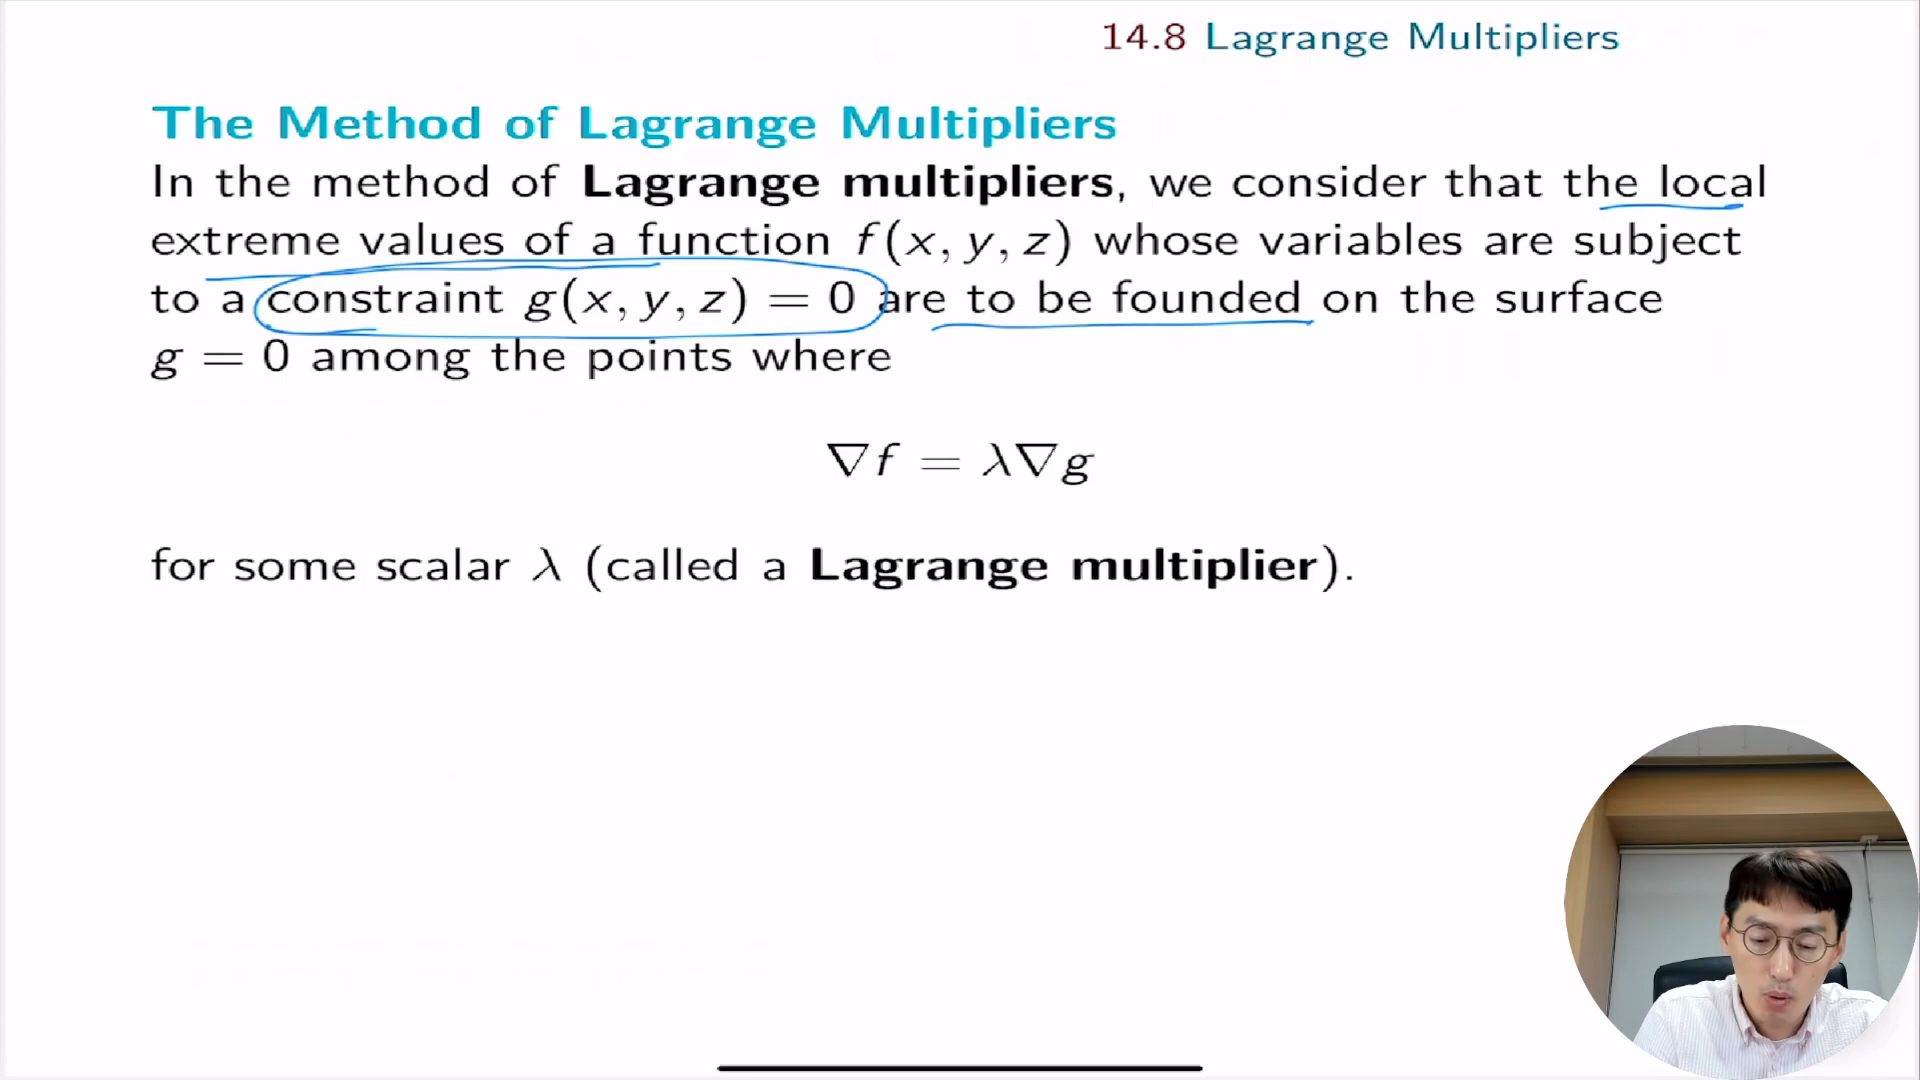 14.8 Lagrange Multipliers
The Method of Lagrange Multipliers
In the method of Lagrange multipliers, we consider that the local
extreme values of a function f(x, y, z) whose variables are subject
to a constraint g(x, y, z) = 0 are to be founded on the surface
g = 0 among the points where
∇f = λ∇g
for some scalar λ (called a Lagrange multiplier).